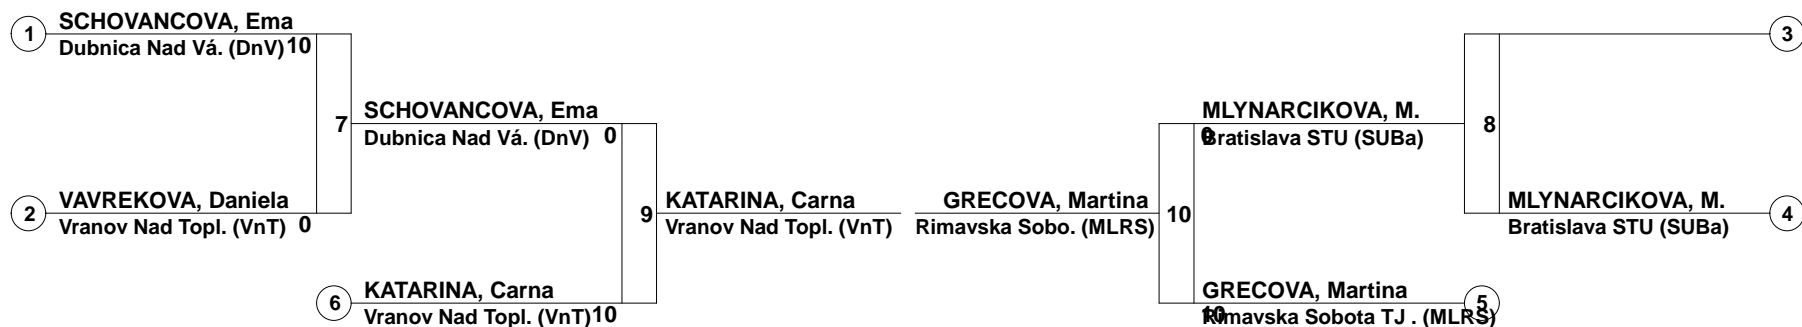 1
SCHOVANCOVA, Ema
Dubnica Nad Vá. (DnV) 10
7
SCHOVANCOVA, Ema
Dubnica Nad Vá. (DnV) 0
2
VAVREKOVA, Daniela
Vranov Nad Topl. (VnT) 0
9
KATARINA, Carna
Vranov Nad Topl. (VnT)
6
KATARINA, Carna
Vranov Nad Topl. (VnT) 10
GRECOVA, Martina
Rimavska Sobo. (MLRS)
10
MLYNARCIKOVA, M.
0
Bratislava STU (SUBa)
8
3
MLYNARCIKOVA, M.
Bratislava STU (SUBa)
4
GRECOVA, Martina
5
10
Rimavska Sobota TJ . (MLRS)